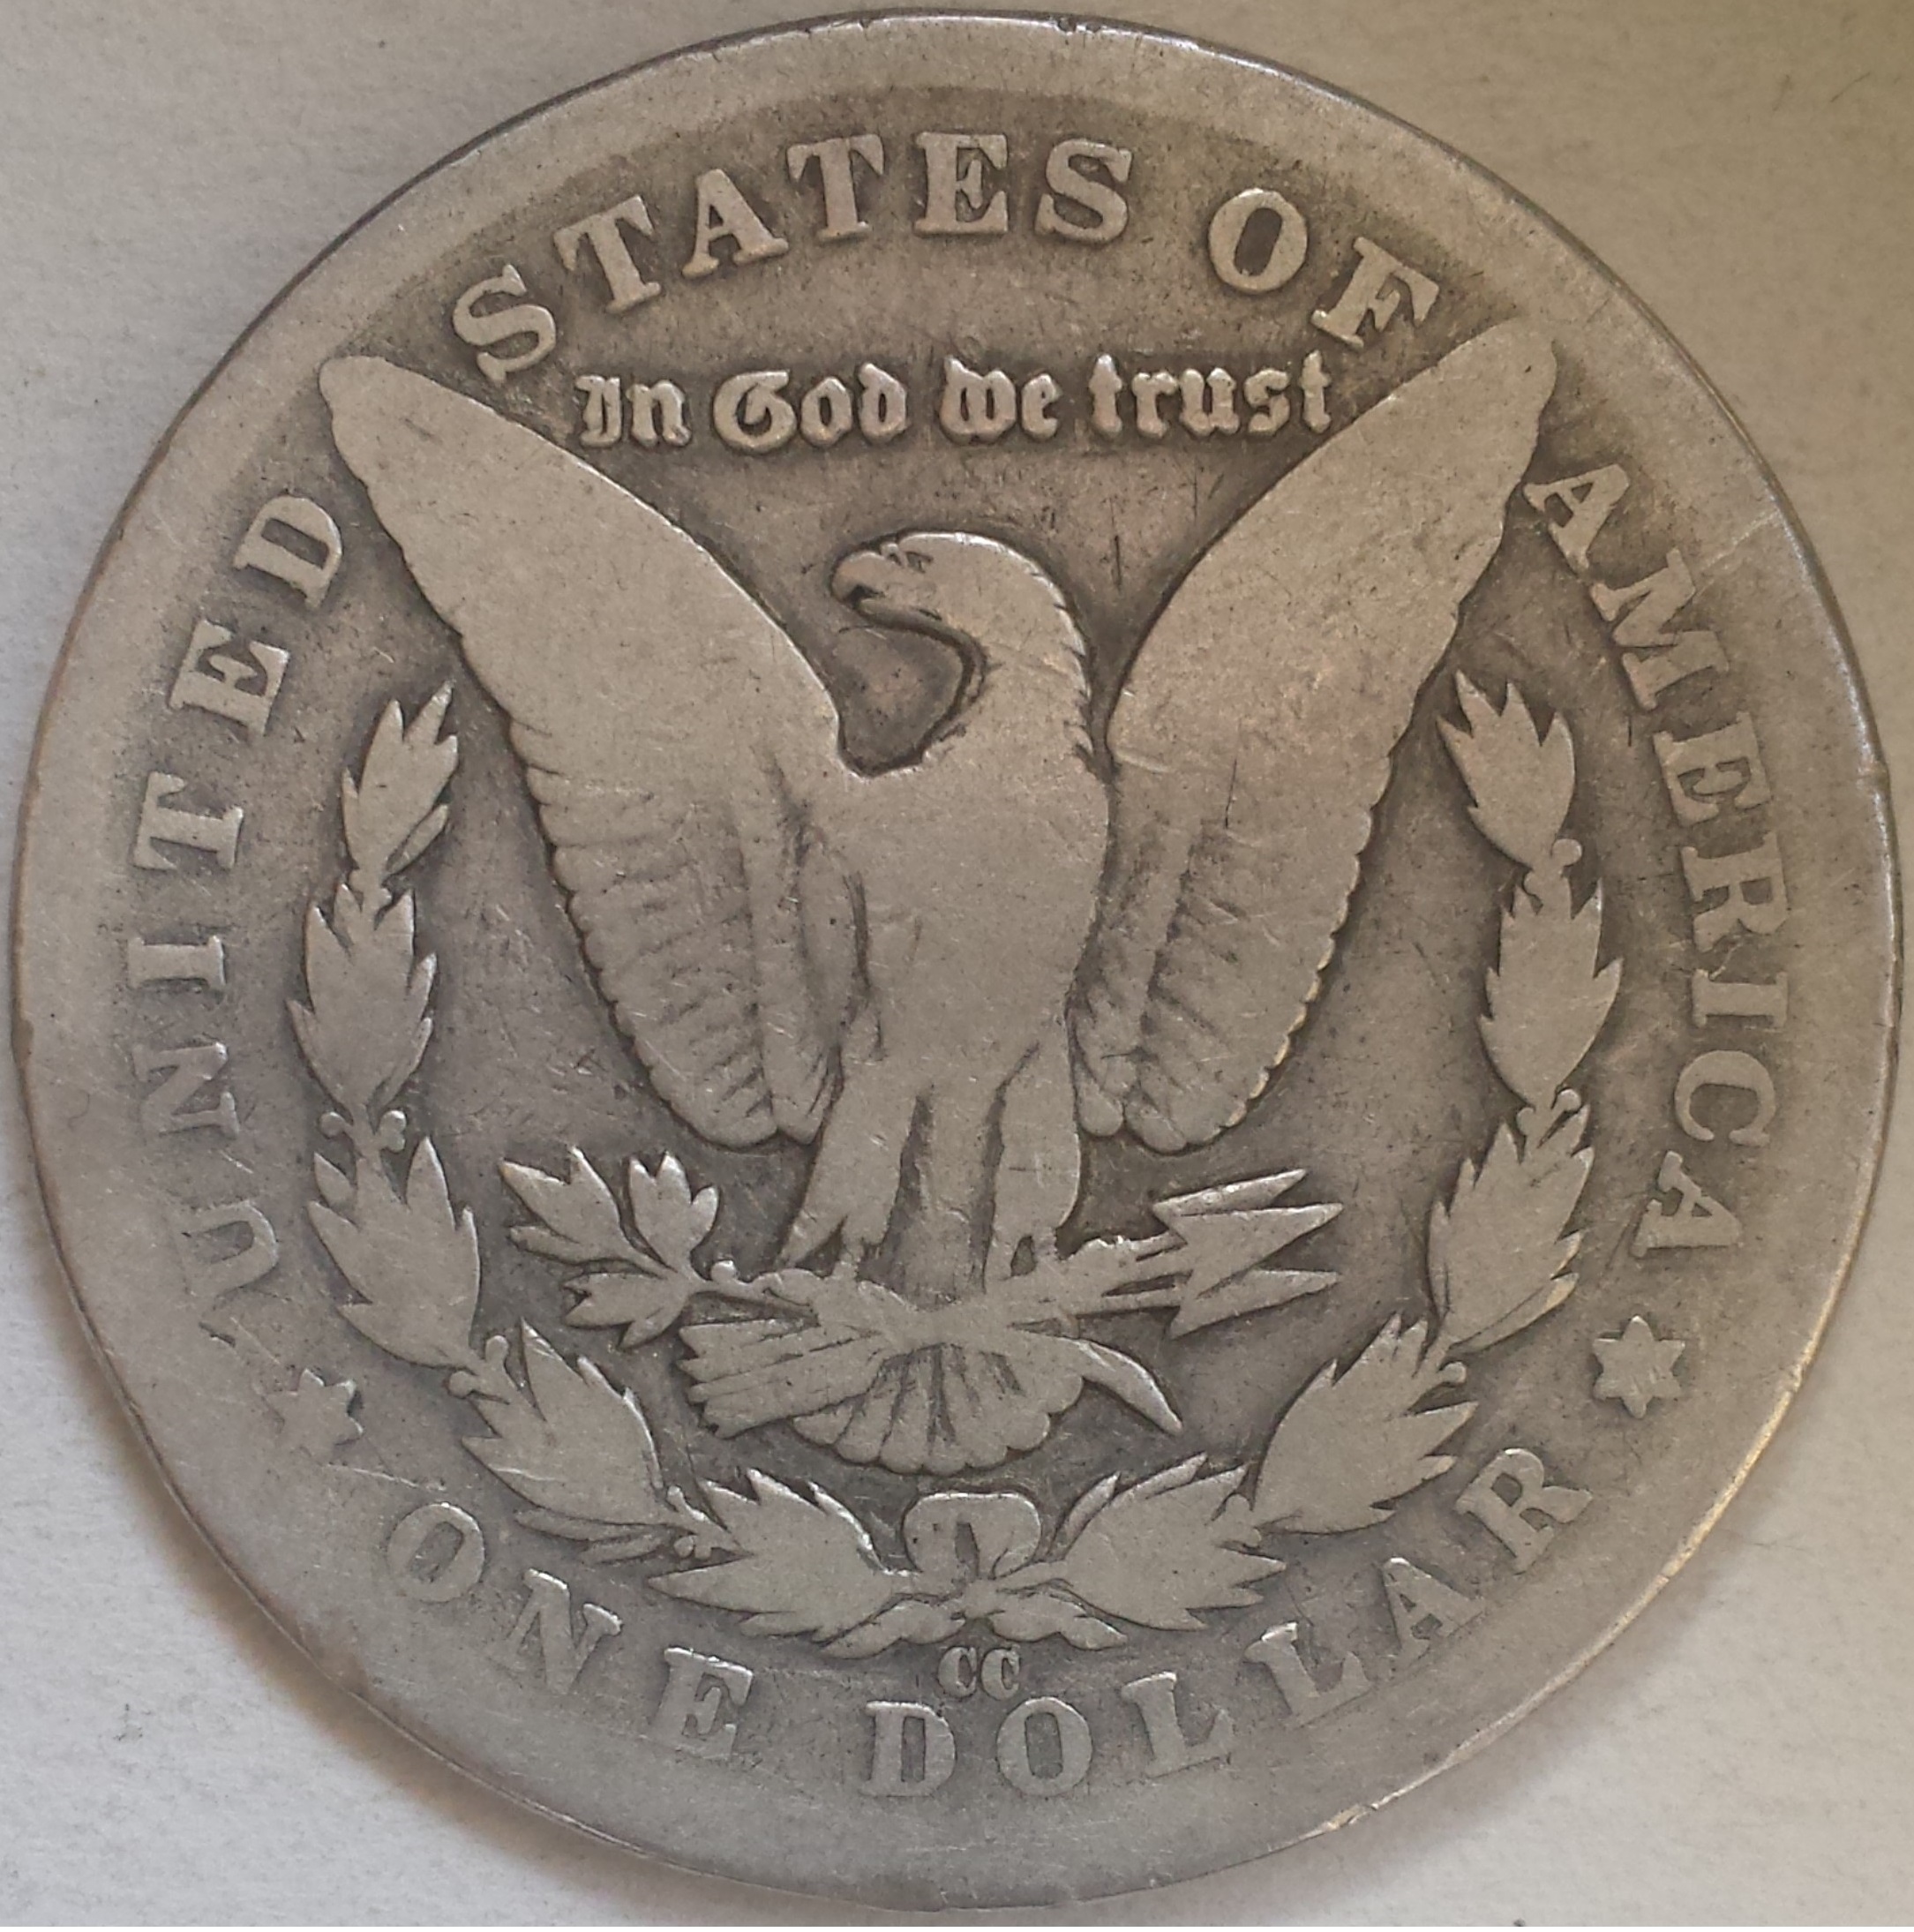 UNITED STATES OF AMERICA
In God we trust
CC
ONE DOLLAR